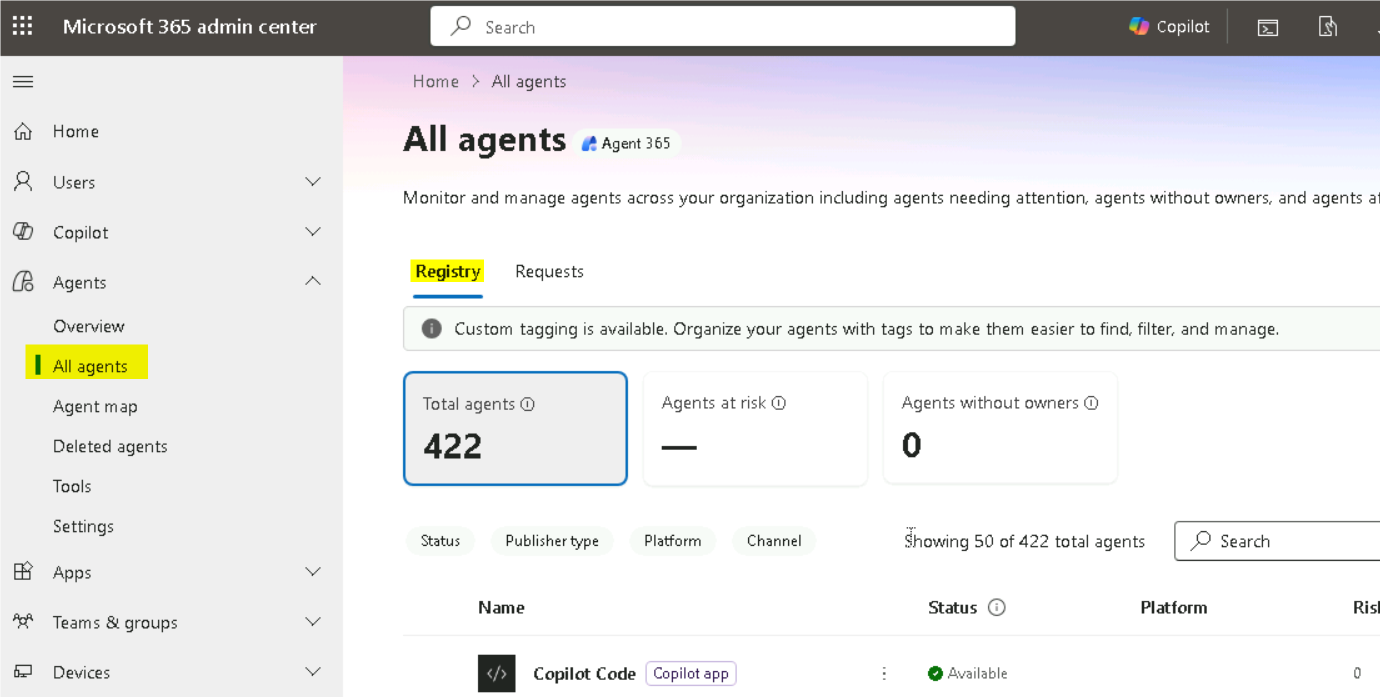 Microsoft 365 admin center
Search
Copilot
Home
Users
Copilot
Agents
Overview
All agents
Agent map
Deleted agents
Tools
Settings
Apps
Teams & groups
Devices
Home > All agents
All agents
Agent 365
Monitor and manage agents across your organization including agents needing attention, agents without owners, and agents
Registry
Requests
Custom tagging is available. Organize your agents with tags to make them easier to find, filter, and manage.
Total agents
422
Agents at risk
—
Agents without owners
0
Status
Publisher type
Platform
Channel
Showing 50 of 422 total agents
Search
Name
Status
Platform
Copilot Code
Copilot app
Available
0